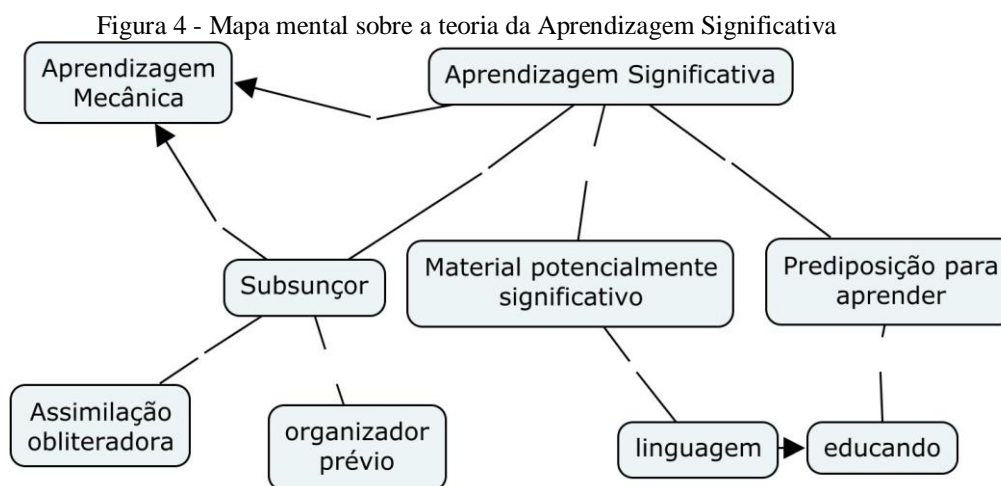 Figura 4 - Mapa mental sobre a teoria da Aprendizagem Significativa
Aprendizagem
Mecânica
Aprendizagem Significativa
Subsunçor
Material potencialmente
significativo
Prediposição para
aprender
Assimilação
obliteradora
organizador
prévio
linguagem
educando